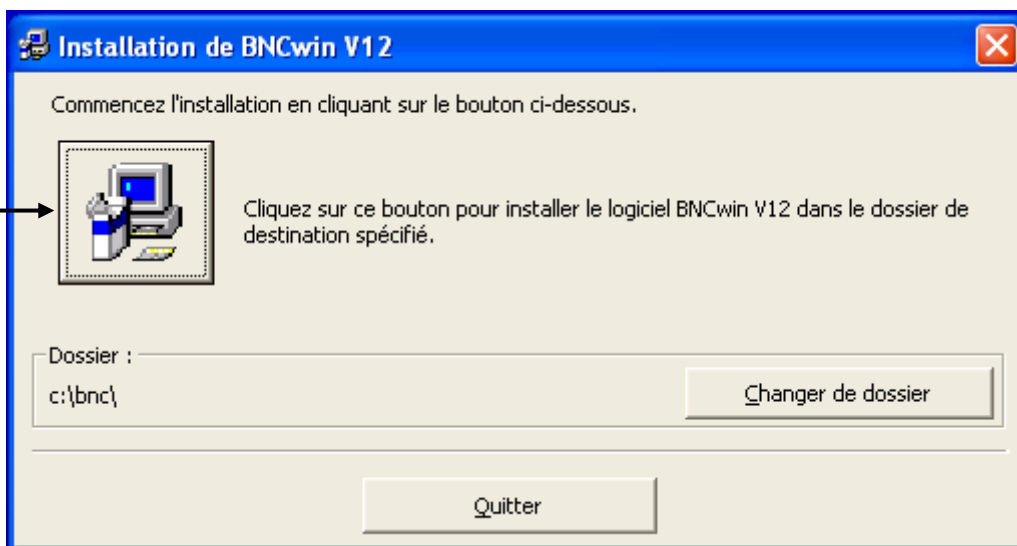 Installation de BNCwin V12
Commencez l'installation en cliquant sur le bouton ci-dessous.
Cliquez sur ce bouton pour installer le logiciel BNCwin V12 dans le dossier de
destination spécifié.
Dossier :
c:\bnc\
Changer de dossier
Quitter